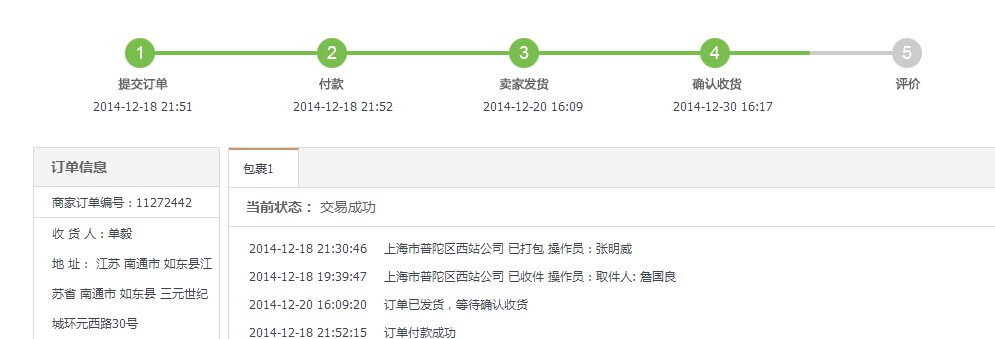 1 2 3 4 5
提交订单 付款 卖家发货 确认收货 评价
2014-12-18 21:51 2014-12-18 21:52 2014-12-20 16:09 2014-12-30 16:17
订单信息
商家订单编号：11272442
收 货 人：单毅
地 址： 江苏 南通市 如东县江
苏省 南通市 如东县 三元世纪
城环元西路30号
包裹1
当前状态： 交易成功
2014-12-18 21:30:46 上海市普陀区西站公司 已打包 操作员：张明威
2014-12-18 19:39:47 上海市普陀区西站公司 已收件 操作员：取件人: 詹国良
2014-12-20 16:09:20 订单已发货，等待确认收货
2014-12-18 21:52:15 订单付款成功